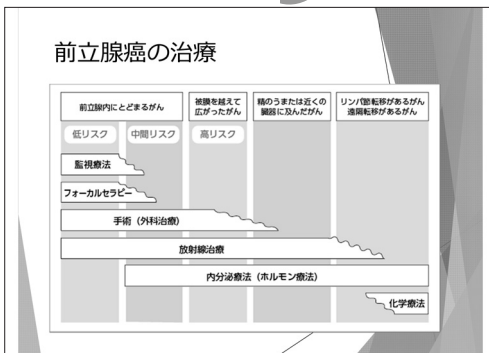 前立腺癌の治療
前立腺内にとどまるがん
被膜を越えて
広がったがん
精のうまたは近くの
臓器に及んだがん
リンパ節転移があるがん
遠隔転移があるがん
低リスク
中間リスク
高リスク
監視療法
フォーカルセラピー
手術（外科治療）
放射線治療
内分泌療法（ホルモン療法）
化学療法